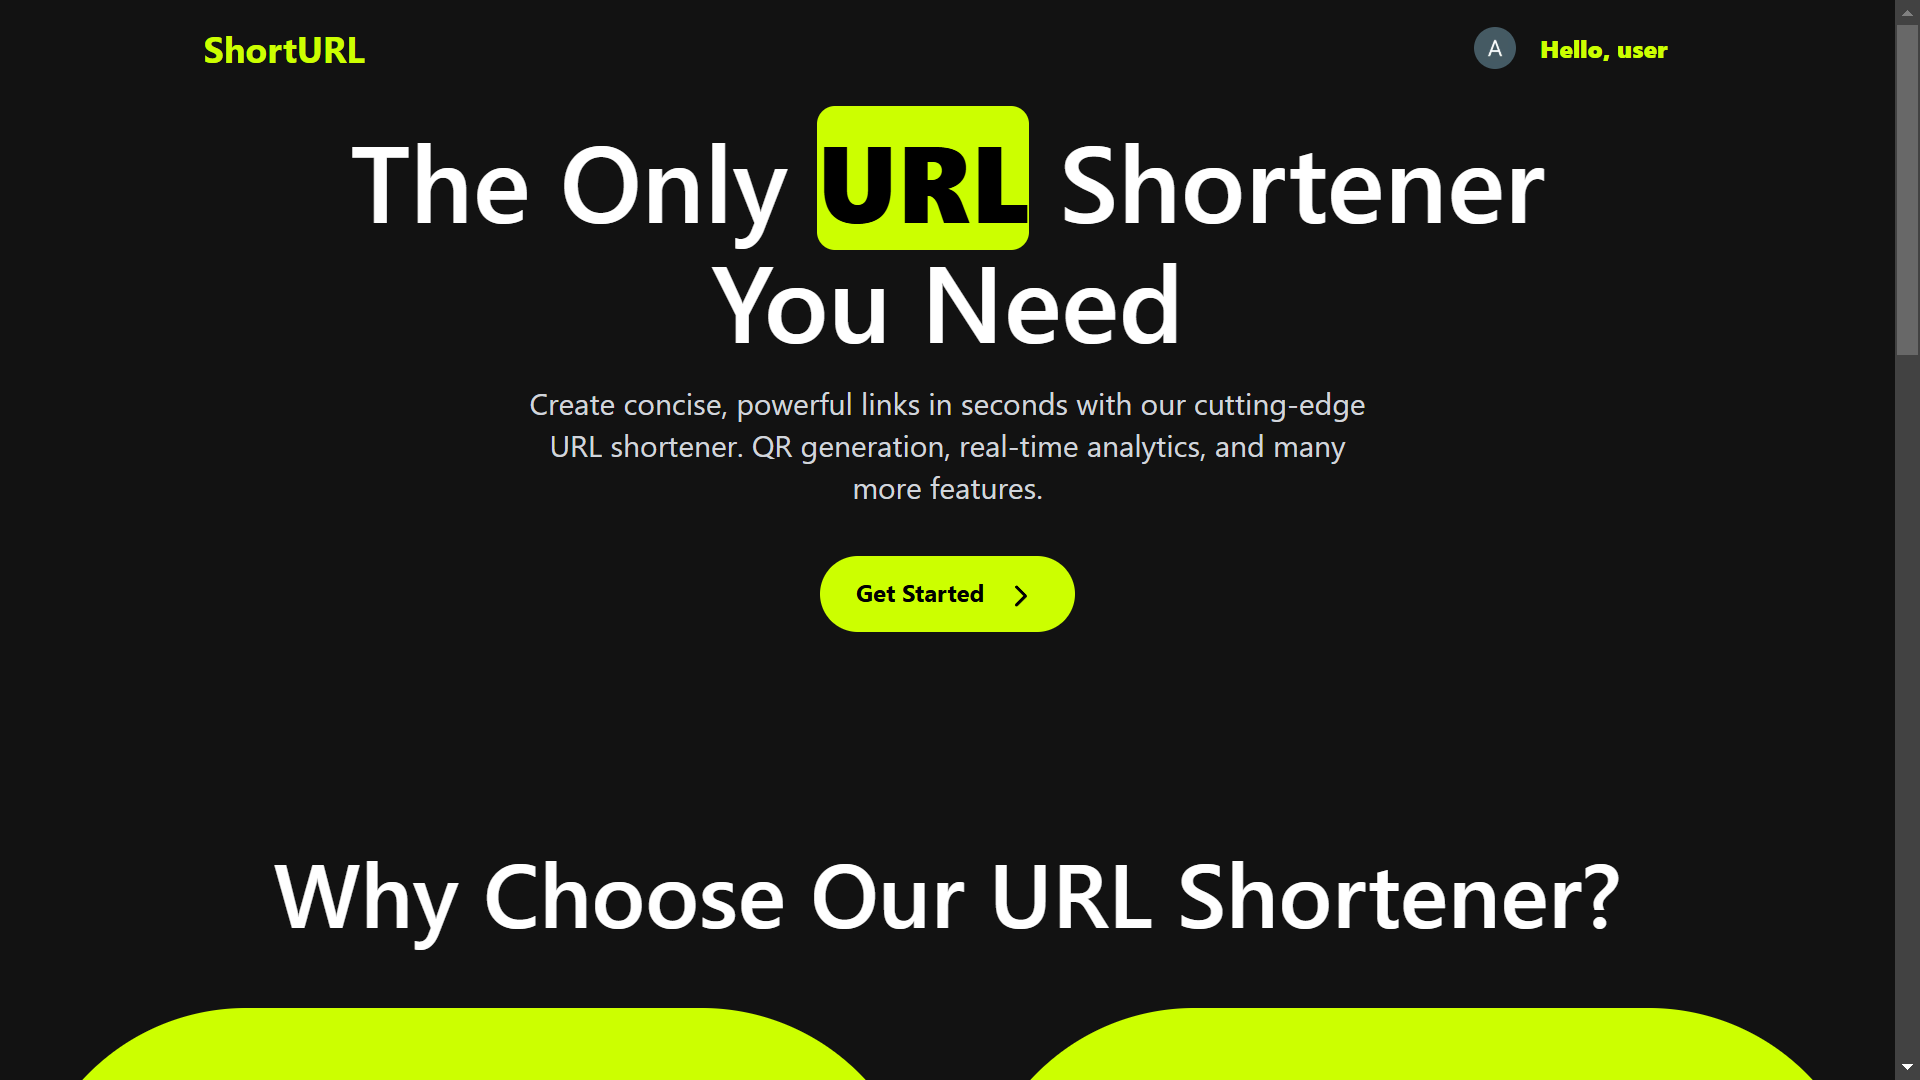 ShortURL
A
Hello, user
The Only URL Shortener
You Need
Create concise, powerful links in seconds with our cutting-edge
URL shortener. QR generation, real-time analytics, and many
more features.
Get Started
Why Choose Our URL Shortener?